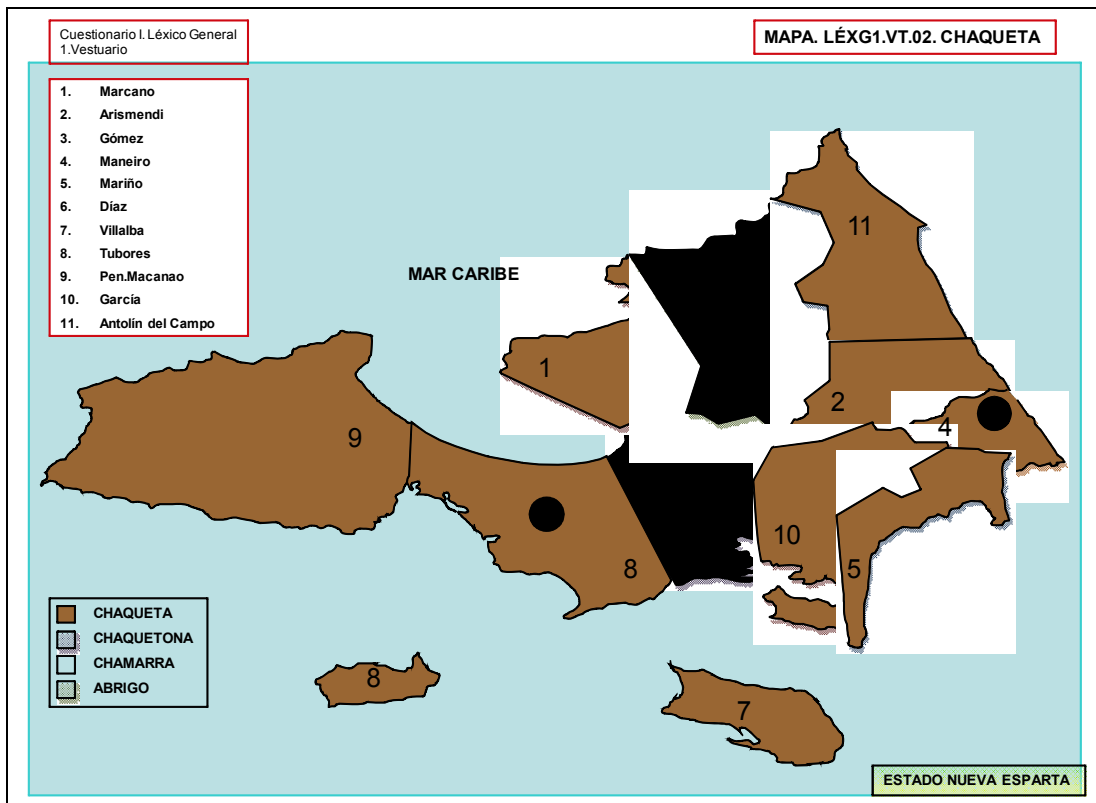 Cuestionario I. Léxico General
1.Vestuario
MAPA. LÉXG1.VT.02. CHAQUETA
1. Marcano
2. Arismendi
3. Gómez
4. Maneiro
5. Mariño
6. Díaz
7. Villalba
8. Tubores
9. Pen.Macanao
10. García
11. Antolín del Campo
MAR CARIBE
11
1
2
4
9
10
5
8
8
7
CHAQUETA
CHAQUETONA
CHAMARRA
ABRIGO
ESTADO NUEVA ESPARTA